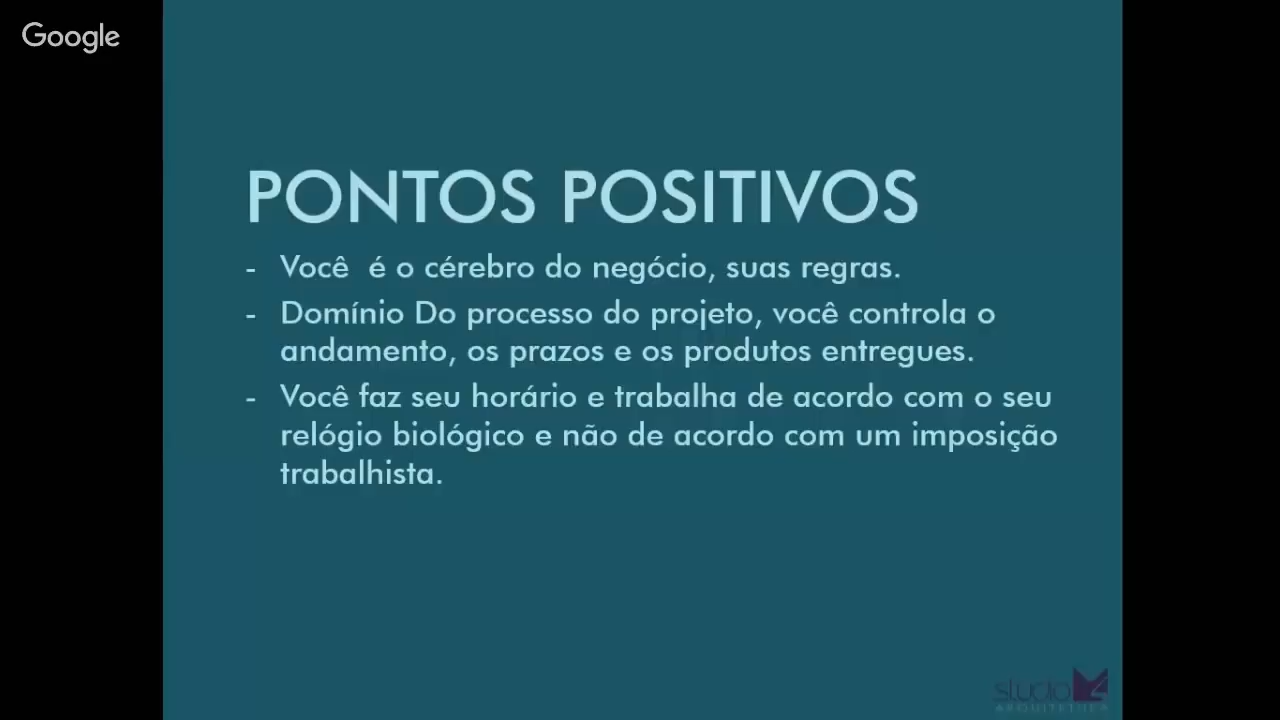 Google
PONTOS POSITIVOS
- Você é o cérebro do negócio, suas regras.
- Domínio Do processo do projeto, você controla o
andamento, os prazos e os produtos entregues.
- Você faz seu horário e trabalha de acordo com o seu
relógio biológico e não de acordo com um imposição
trabalhista.
studio
ARQUITETURA